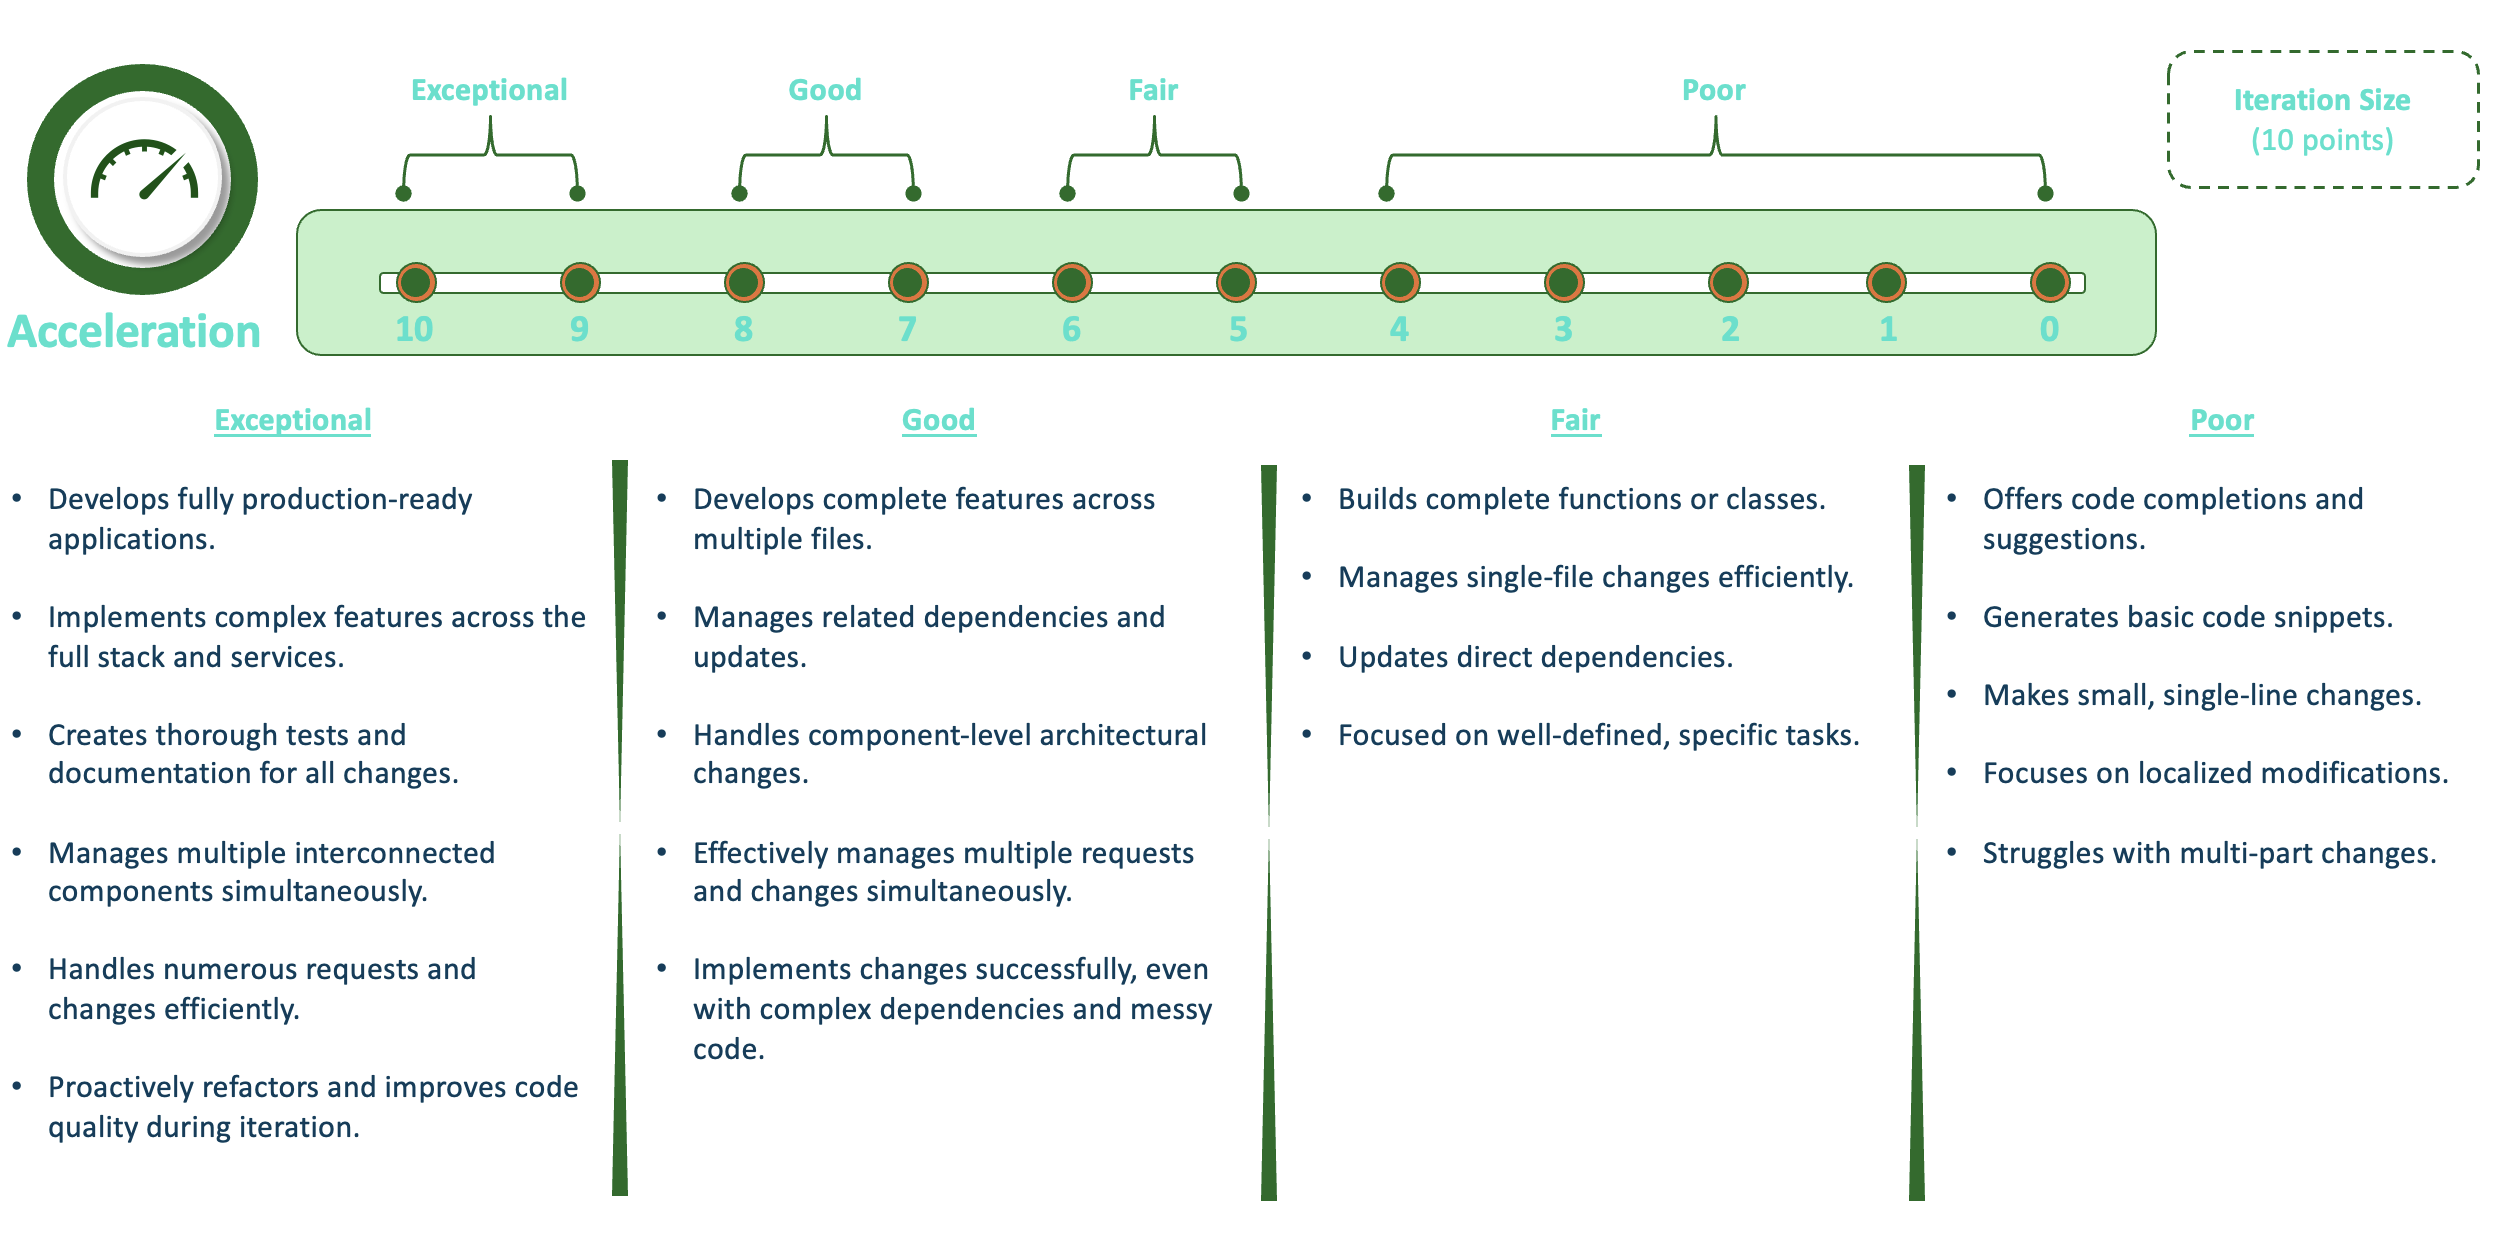 Exceptional
Good
Fair
Poor
Iteration Size
(10 points)
Acceleration
10
9
8
7
6
5
4
3
2
1
0
Exceptional
• Develops fully production-ready
applications.
• Implements complex features across the
full stack and services.
• Creates thorough tests and
documentation for all changes.
• Manages multiple interconnected
components simultaneously.
• Handles numerous requests and
changes efficiently.
• Proactively refactors and improves code
quality during iteration.
Good
• Develops complete features across
multiple files.
• Manages related dependencies and
updates.
• Handles component-level architectural
changes.
• Effectively manages multiple requests
and changes simultaneously.
• Implements changes successfully, even
with complex dependencies and messy
code.
Fair
• Builds complete functions or classes.
• Manages single-file changes efficiently.
• Updates direct dependencies.
• Focused on well-defined, specific tasks.
Poor
• Offers code completions and
suggestions.
• Generates basic code snippets.
• Makes small, single-line changes.
• Focuses on localized modifications.
• Struggles with multi-part changes.